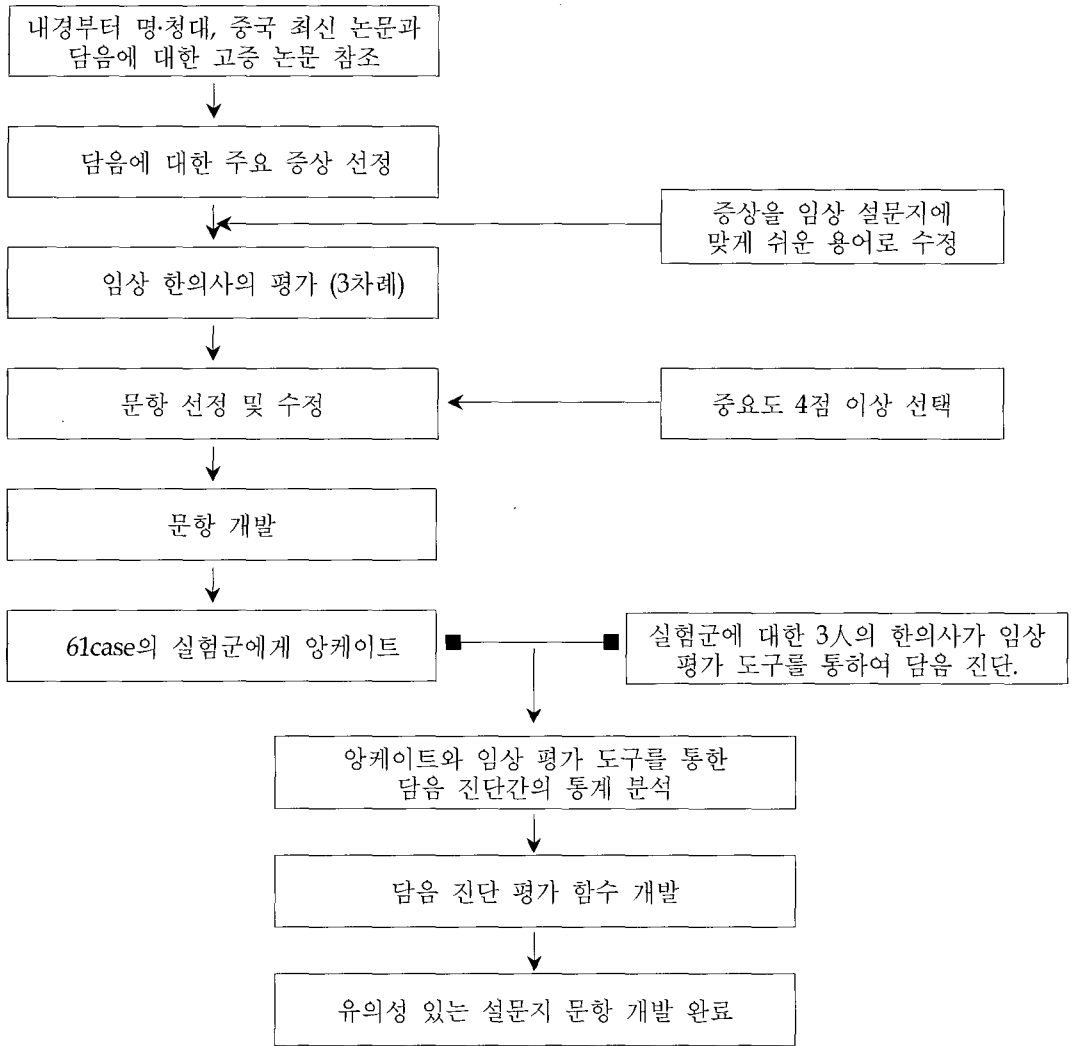 내경부터 명·청대, 중국 최신 논문과
담음에 대한 고증 논문 참조
담음에 대한 주요 증상 선정
증상을 임상 설문지에
맞게 쉬운 용어로 수정
임상 한의사의 평가 (3차례)
문항 선정 및 수정
중요도 4점 이상 선택
문항 개발
61case의 실험군에게 앙케이트
실험군에 대한 3人의 한의사가 임상
평가 도구를 통하여 담음 진단.
앙케이트와 임상 평가 도구를 통한
담음 진단간의 통계 분석
담음 진단 평가 함수 개발
유의성 있는 설문지 문항 개발 완료